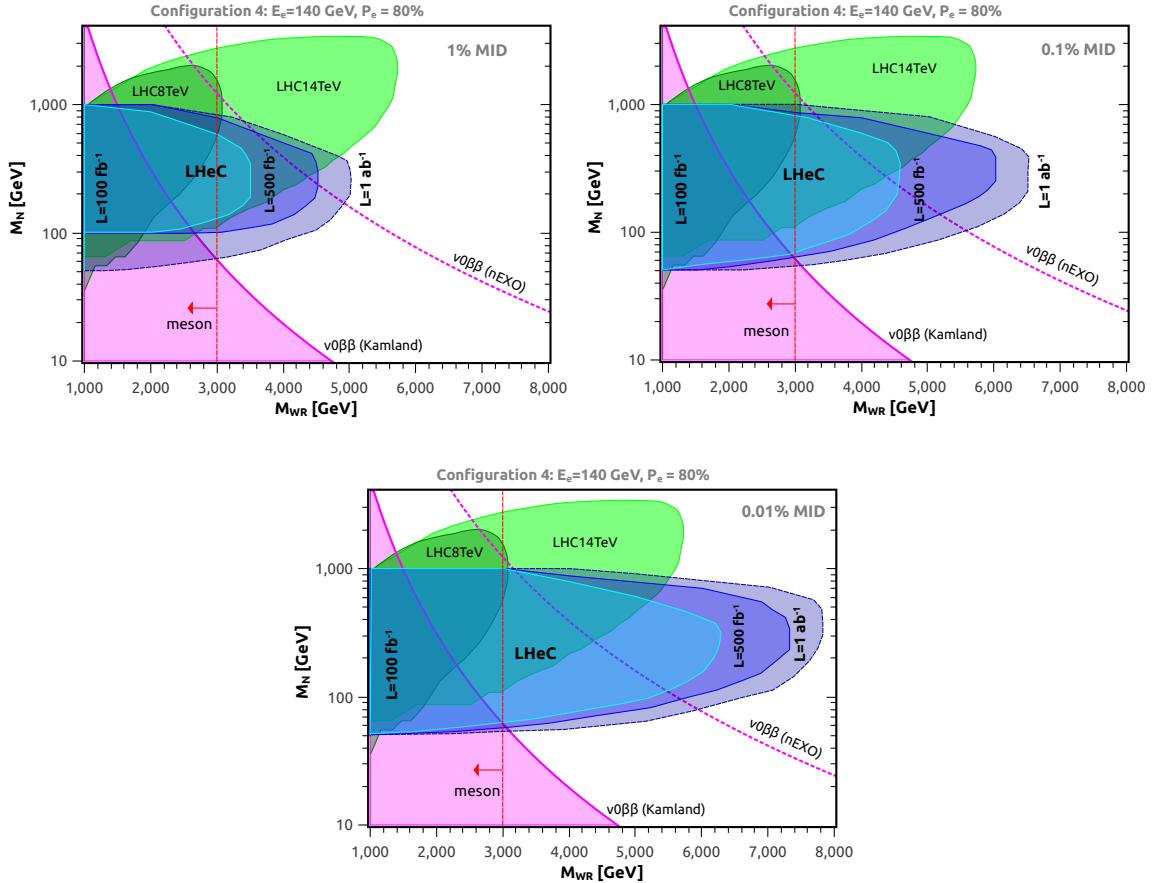 Configuration 4: Eₑ=140 GeV, Pₑ = 80%
1% MID
LHC8TeV
LHC14TeV
1,000
100
10
M_N [GeV]
L=100 fb⁻¹
LHeC
L=500 fb⁻¹
L=1 ab⁻¹
ν0ββ (nEXO)
meson
ν0ββ (Kamland)
1,000 2,000 3,000 4,000 5,000 6,000 7,000 8,000
M_WR [GeV]
Configuration 4: Eₑ=140 GeV, Pₑ = 80%
0.1% MID
LHC8TeV
LHC14TeV
1,000
100
10
M_N [GeV]
L=100 fb⁻¹
LHeC
L=500 fb⁻¹
L=1 ab⁻¹
ν0ββ (nEXO)
meson
ν0ββ (Kamland)
1,000 2,000 3,000 4,000 5,000 6,000 7,000 8,000
M_WR [GeV]
Configuration 4: Eₑ=140 GeV, Pₑ = 80%
0.01% MID
LHC8TeV
LHC14TeV
1,000
100
10
M_N [GeV]
L=100 fb⁻¹
LHeC
L=500 fb⁻¹
L=1 ab⁻¹
ν0ββ (nEXO)
meson
ν0ββ (Kamland)
1,000 2,000 3,000 4,000 5,000 6,000 7,000 8,000
M_WR [GeV]